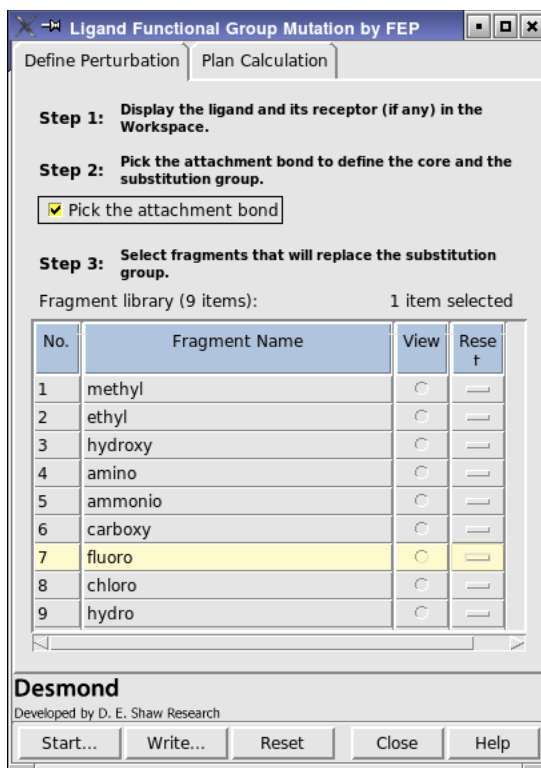 Ligand Functional Group Mutation by FEP
Define Perturbation Plan Calculation
Step 1: Display the ligand and its receptor (if any) in the
Workspace.
Step 2: Pick the attachment bond to define the core and the
substitution group.
Pick the attachment bond
Step 3: Select fragments that will replace the substitution
group.
Fragment library (9 items): 1 item selected
No. Fragment Name View Rese
t
1 methyl
2 ethyl
3 hydroxy
4 amino
5 ammonio
6 carboxy
7 fluoro
8 chloro
9 hydro
Desmond
Developed by D. E. Shaw Research
Start... Write... Reset Close Help